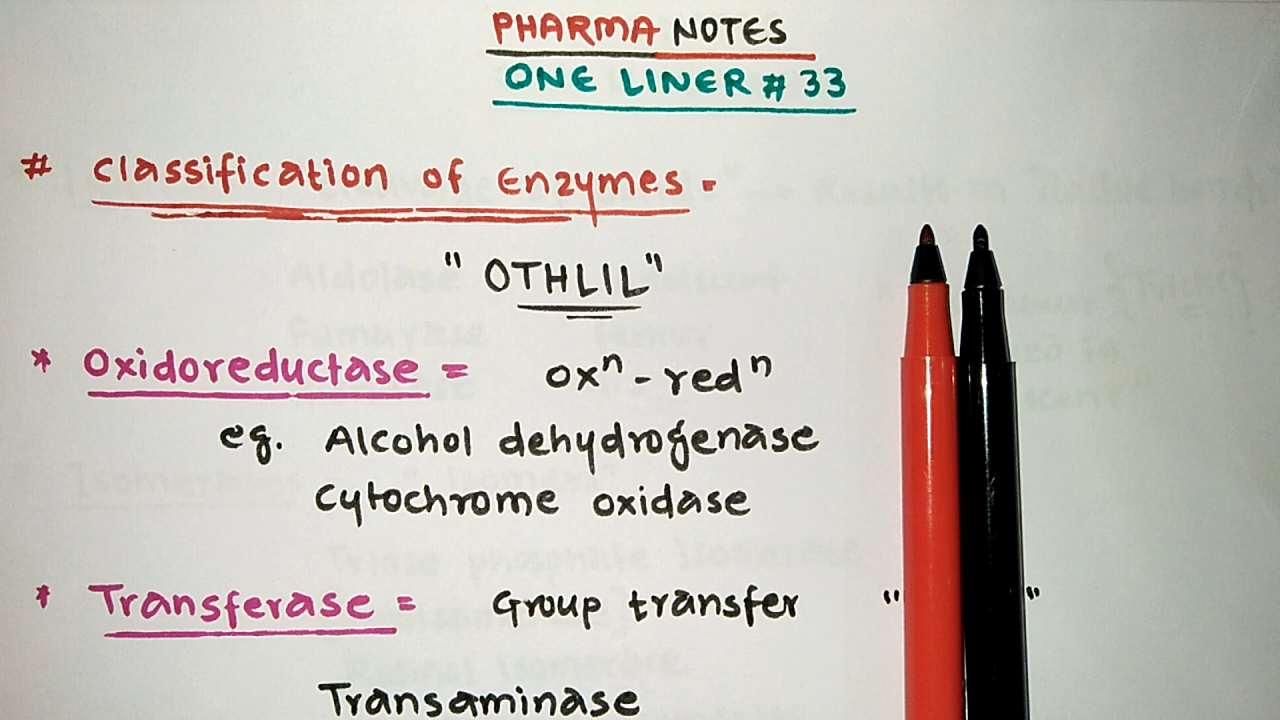 PHARMA NOTES
ONE LINER # 33
# Classification of Enzymes -
" OTHLIL"
* Oxidoreductase = oxⁿ - redⁿ
eg. Alcohol dehydrogenase
Cytochrome oxidase
* Transferase = Group transfer " "
Transaminase